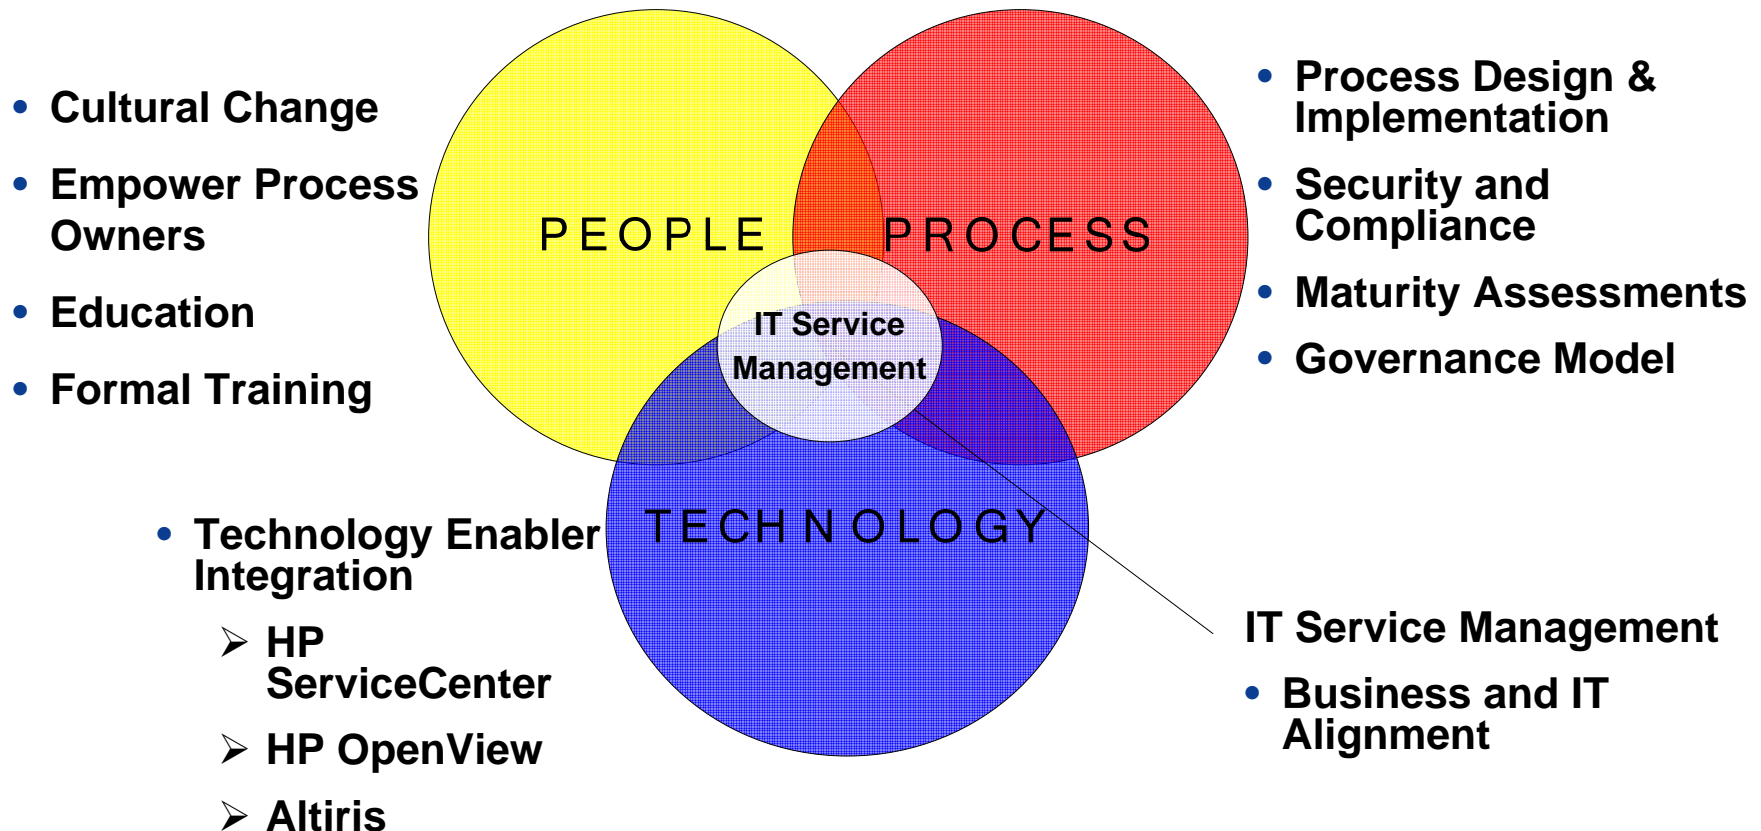 • Cultural Change
• Empower Process
Owners
• Education
• Formal Training
PEOPLE
PROCESS
IT Service
Management
TECHNOLOGY
• Process Design &
Implementation
• Security and
Compliance
• Maturity Assessments
• Governance Model
• Technology Enabler
Integration
➢ HP
ServiceCenter
➢ HP OpenView
➢ Altiris
IT Service Management
• Business and IT
Alignment